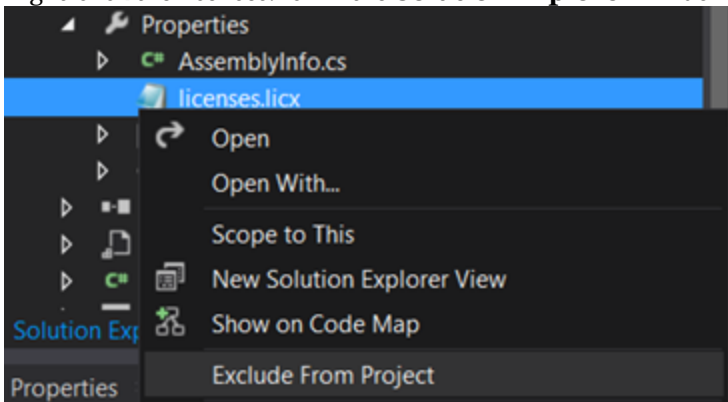 Properties
C# AssemblyInfo.cs
licenses.licx
Open
Open With...
Scope to This
New Solution Explorer View
C#
Show on Code Map
Solution Exp
Exclude From Project
Properties